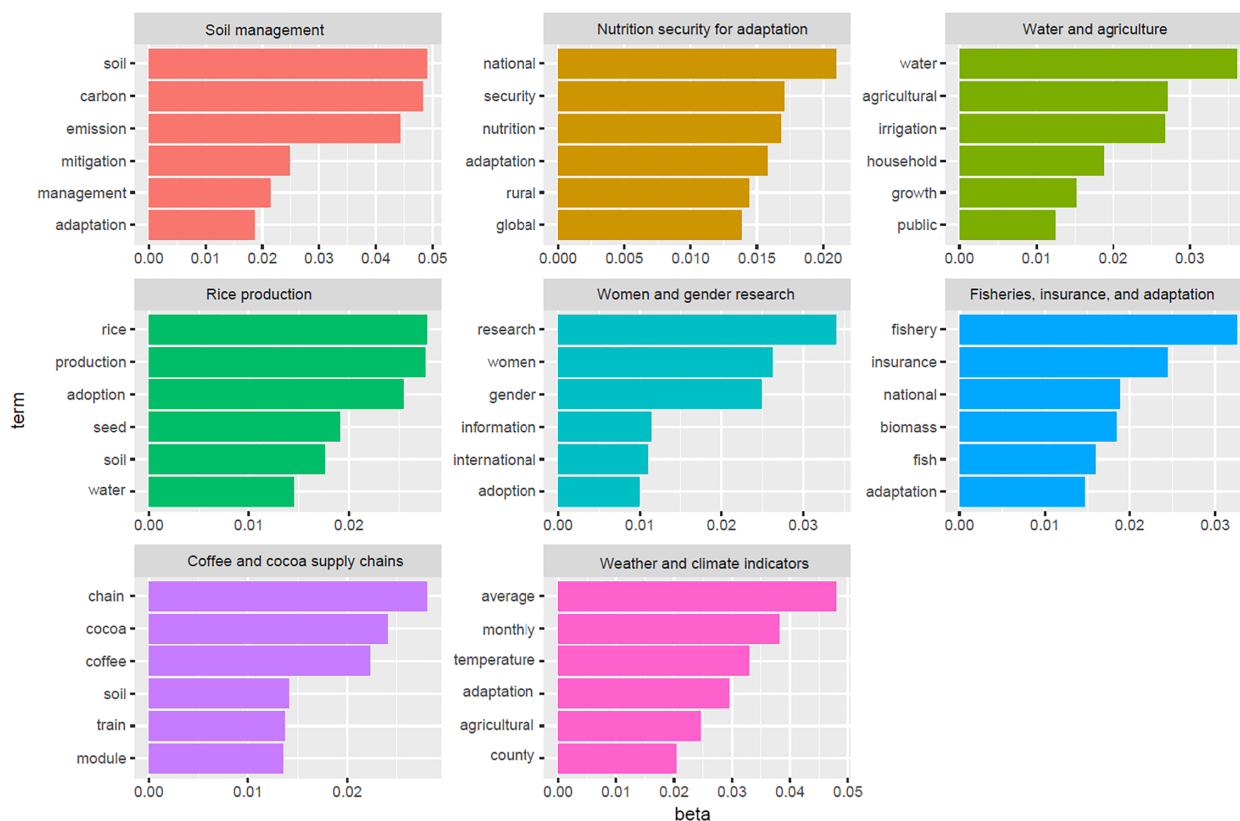 Soil management
soil
carbon
emission
mitigation
management
adaptation
0.00 0.01 0.02 0.03 0.04 0.05
Nutrition security for adaptation
national
security
nutrition
adaptation
rural
global
0.000 0.005 0.010 0.015 0.020
Water and agriculture
water
agricultural
irrigation
household
growth
public
0.00 0.01 0.02 0.03
term
Rice production
rice
production
adoption
seed
soil
water
0.00 0.01 0.02
Women and gender research
research
women
gender
information
international
adoption
0.00 0.01 0.02 0.03
Fisheries, insurance, and adaptation
fishery
insurance
national
biomass
fish
adaptation
0.00 0.01 0.02 0.03
Coffee and cocoa supply chains
chain
cocoa
coffee
soil
train
module
0.00 0.01 0.02
Weather and climate indicators
average
monthly
temperature
adaptation
agricultural
county
0.00 0.01 0.02 0.03 0.04 0.05
beta